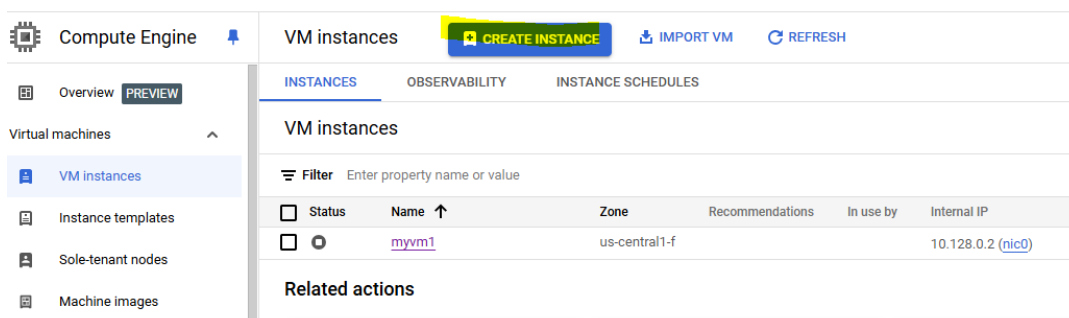 Compute Engine
VM instances
CREATE INSTANCE
IMPORT VM
REFRESH
Overview PREVIEW
Virtual machines
VM instances
Instance templates
Sole-tenant nodes
Machine images
INSTANCES
OBSERVABILITY
INSTANCE SCHEDULES
VM instances
Filter Enter property name or value
Status Name Zone Recommendations In use by Internal IP
myvm1 us-central1-f 10.128.0.2 (nic0)
Related actions